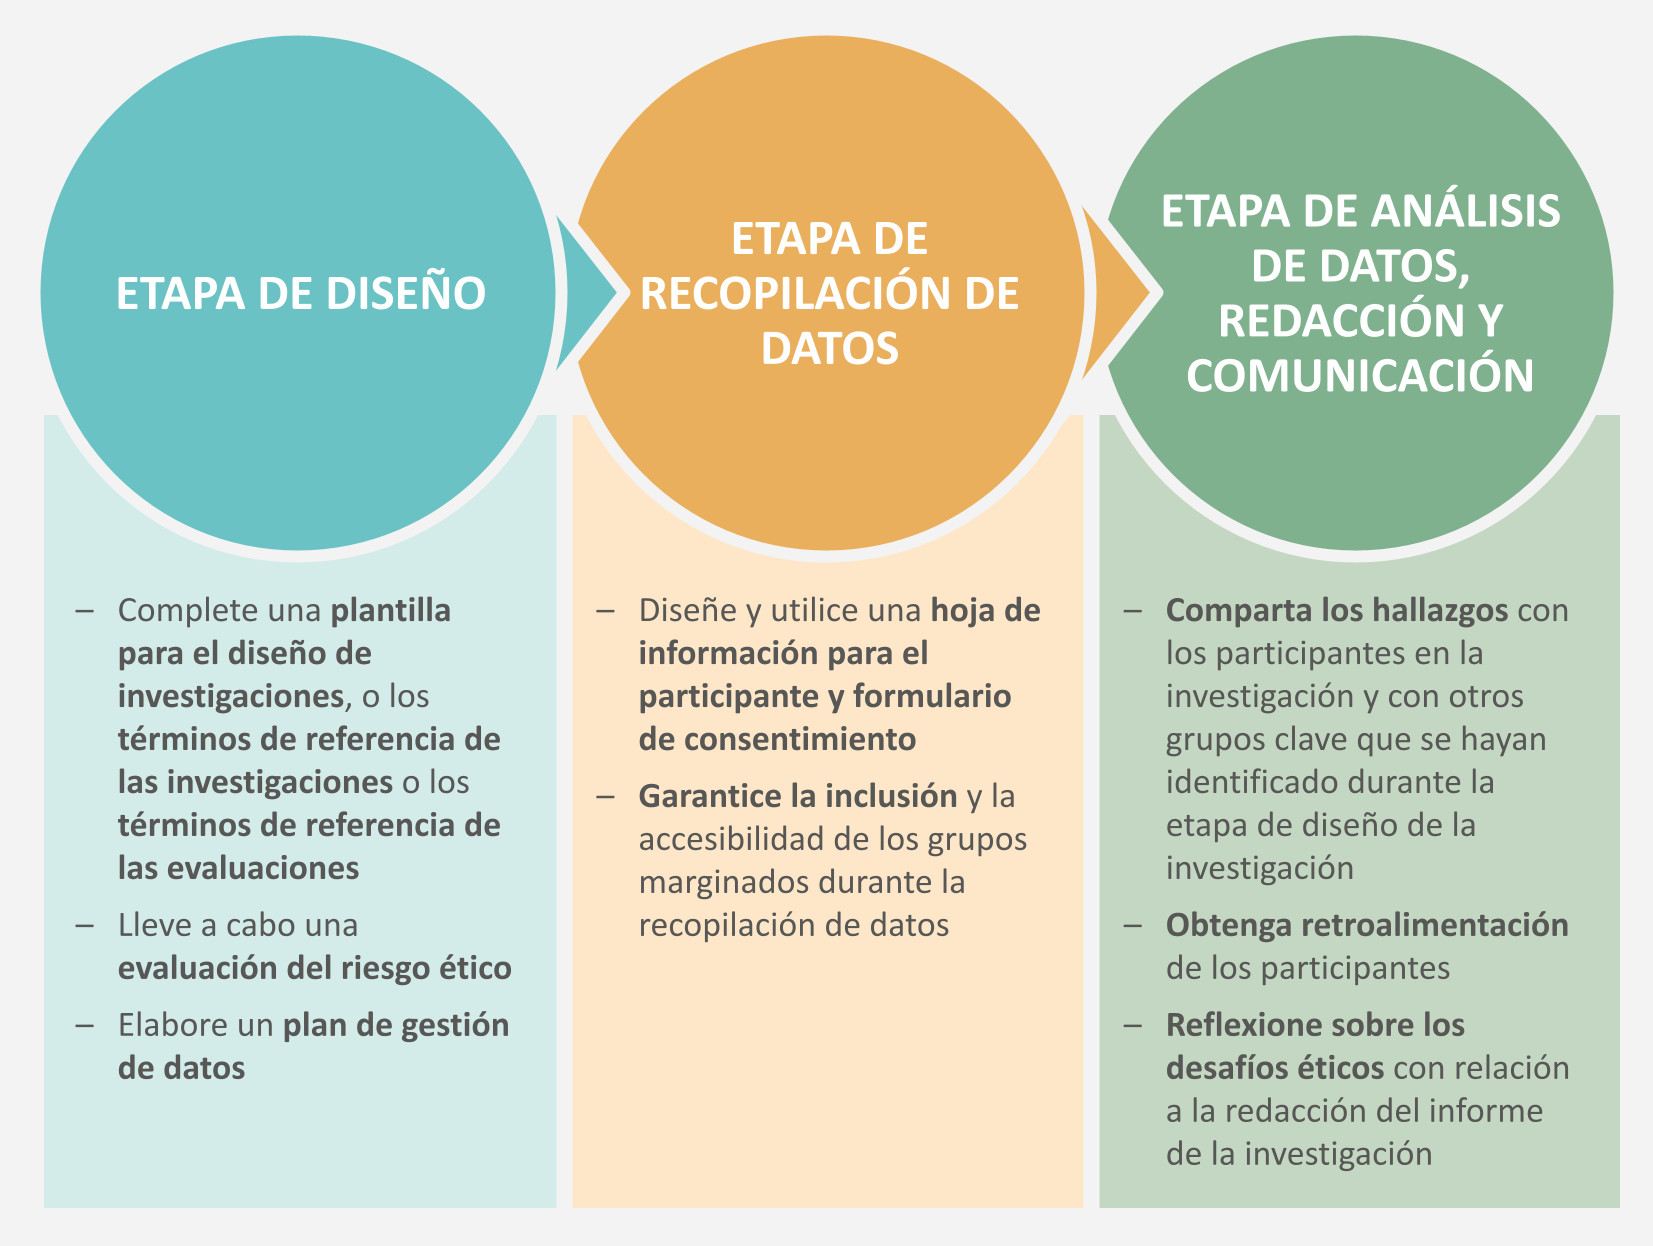 ETAPA DE DISEÑO
– Complete una plantilla
para el diseño de
investigaciones, o los
términos de referencia de
las investigaciones o los
términos de referencia de
las evaluaciones
– Lleve a cabo una
evaluación del riesgo ético
– Elabore un plan de gestión
de datos
ETAPA DE
RECOPILACIÓN DE
DATOS
– Diseñe y utilice una hoja de
información para el
participante y formulario
de consentimiento
– Garantice la inclusión y la
accesibilidad de los grupos
marginados durante la
recopilación de datos
ETAPA DE ANÁLISIS
DE DATOS,
REDACCIÓN Y
COMUNICACIÓN
– Comparta los hallazgos con
los participantes en la
investigación y con otros
grupos clave que se hayan
identificado durante la
etapa de diseño de la
investigación
– Obtenga retroalimentación
de los participantes
– Reflexione sobre los
desafíos éticos con relación
a la redacción del informe
de la investigación